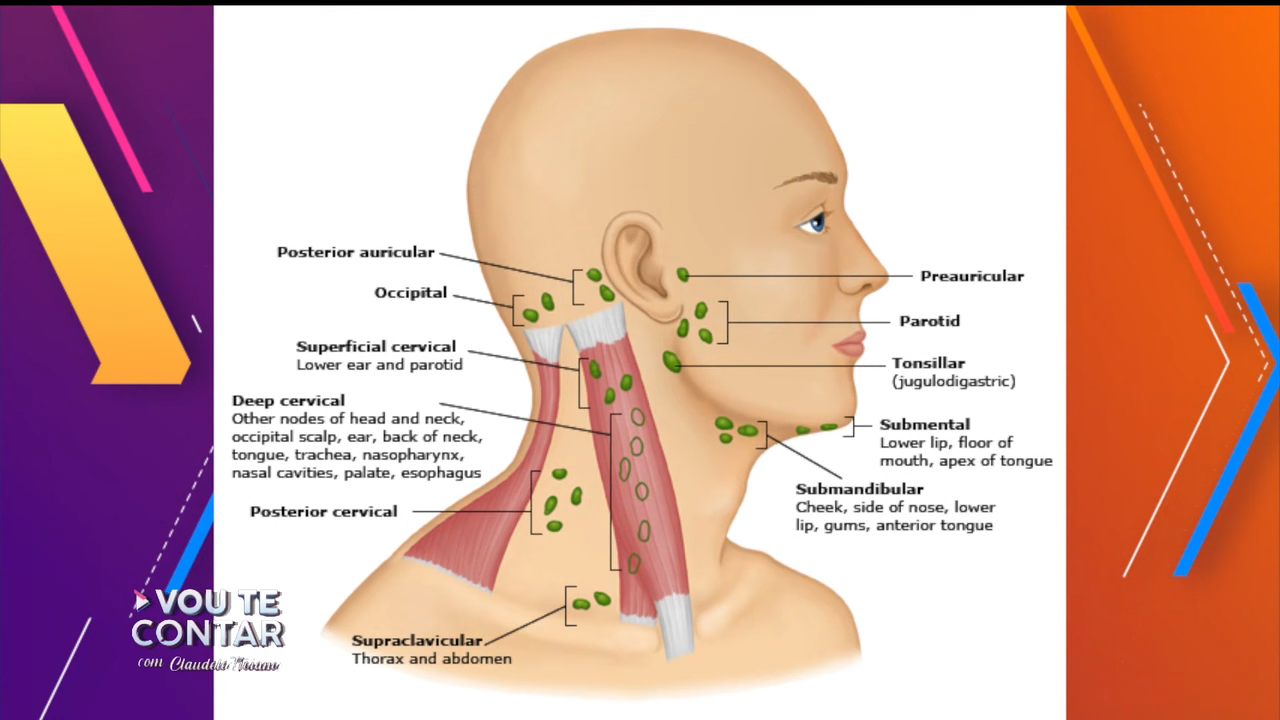 Posterior auricular
Occipital
Superficial cervical
Lower ear and parotid
Deep cervical
Other nodes of head and neck,
occipital scalp, ear, back of neck,
tongue, trachea, nasopharynx,
nasal cavities, palate, esophagus
Posterior cervical
Supraclavicular
Thorax and abdomen
Preauricular
Parotid
Tonsillar
(jugulodigastric)
Submental
Lower lip, floor of
mouth, apex of tongue
Submandibular
Cheek, side of nose, lower
lip, gums, anterior tongue
VOU TE
CONTAR
com